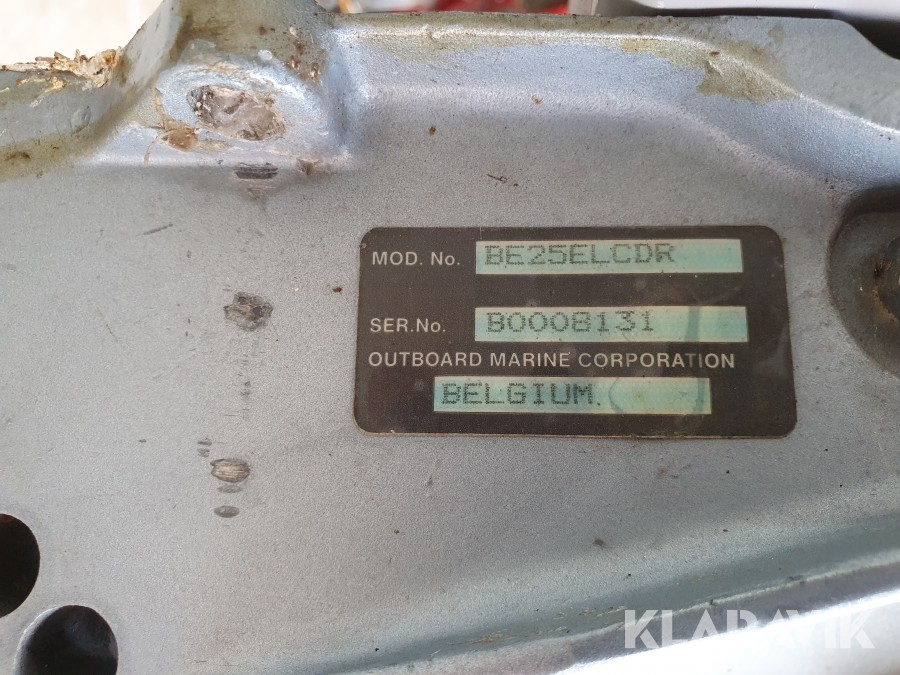 MOD. No. BE25ELCDR
SER.No. B0008131
OUTBOARD MARINE CORPORATION
BELGIUM.
KLARAVIK